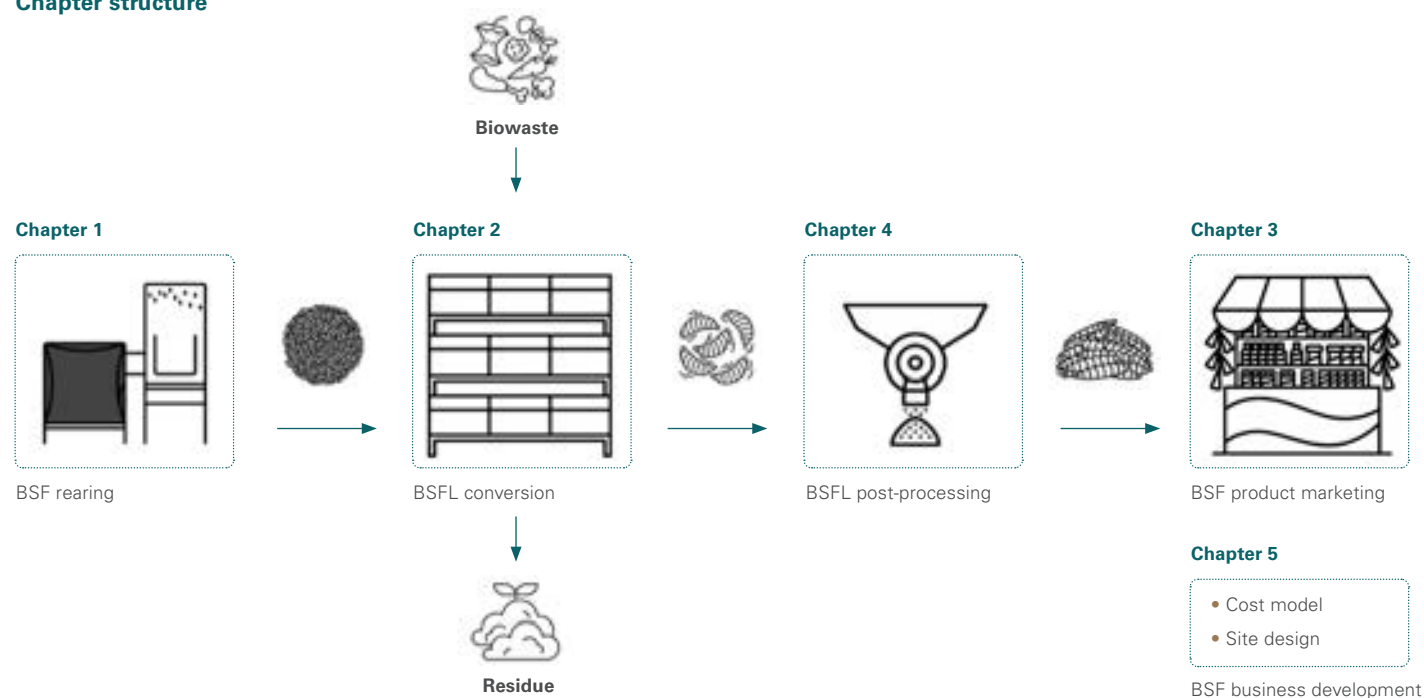 Chapter structure
Biowaste
Chapter 1
Chapter 2
Chapter 4
Chapter 3
BSF rearing
BSFL conversion
BSFL post-processing
BSF product marketing
Chapter 5
• Cost model
• Site design
Residue
BSF business development